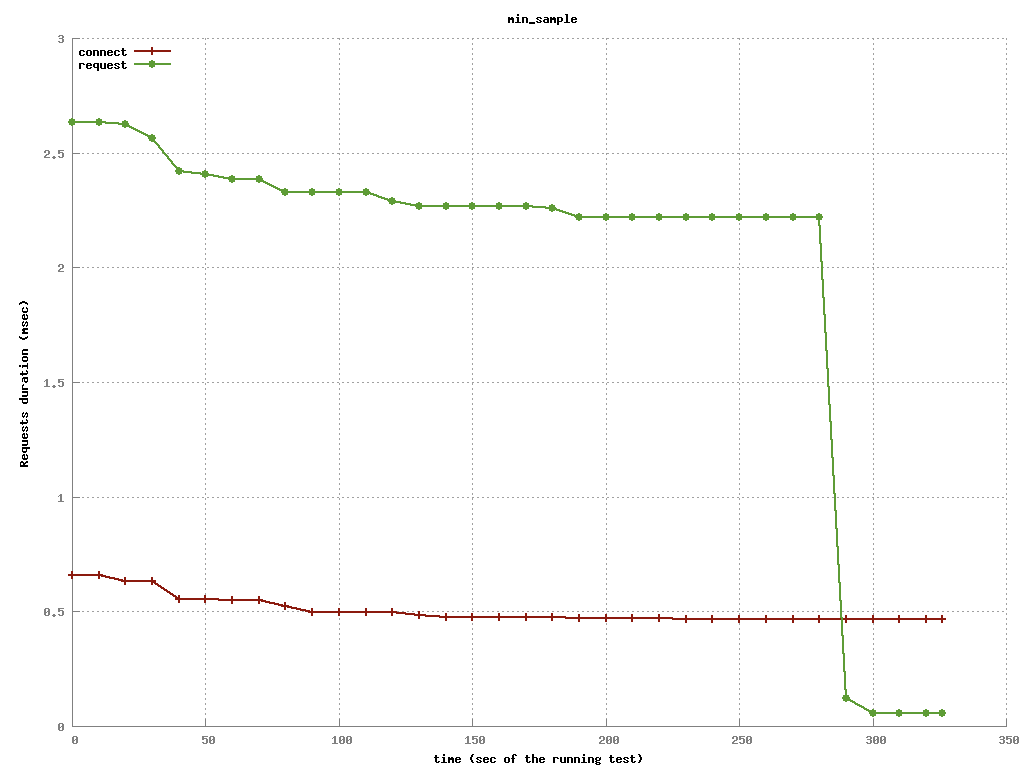 min_sample
3
connect
request
2.5
2
1.5
1
0.5
0
Requests duration (msec)
0 50 100 150 200 250 300 350
time (sec of the running test)